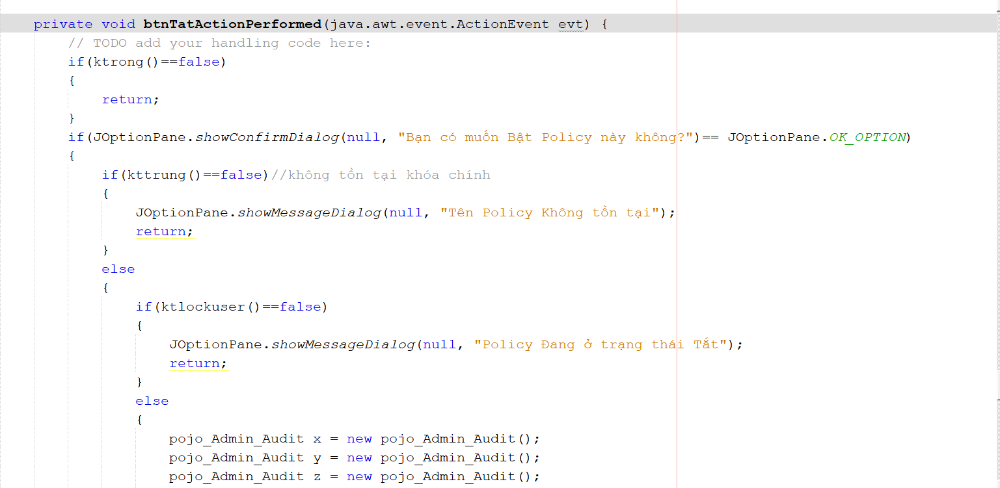 private void btnTatActionPerformed(java.awt.event.ActionEvent evt) {
// TODO add your handling code here:
if(ktrong()==false)
{
return;
}
if(JOptionPane.showConfirmDialog(null, "Bạn có muốn Bật Policy này không?")== JOptionPane.OK_OPTION)
{
if(kttrung()==false)//không tồn tại khóa chính
{
JOptionPane.showMessageDialog(null, "Tên Policy Không tồn tại");
return;
}
else
{
if(ktlockuser()==false)
{
JOptionPane.showMessageDialog(null, "Policy Đang ở trạng thái Tắt");
return;
}
else
{
pojo_Admin_Audit x = new pojo_Admin_Audit();
pojo_Admin_Audit y = new pojo_Admin_Audit();
pojo_Admin_Audit z = new pojo_Admin_Audit();